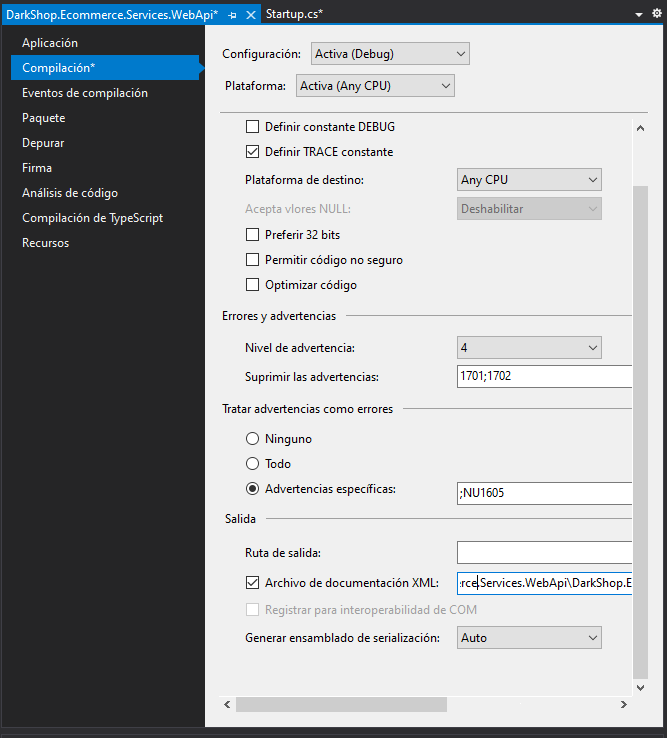 DarkShop.Ecommerce.Services.WebApi* Startup.cs*
Aplicación
Compilación*
Eventos de compilación
Paquete
Depurar
Firma
Análisis de código
Compilación de TypeScript
Recursos
Configuración: Activa (Debug)
Plataforma: Activa (Any CPU)
Definir constante DEBUG
Definir TRACE constante
Plataforma de destino: Any CPU
Acepta vlores NULL: Deshabilitar
Preferir 32 bits
Permitir código no seguro
Optimizar código
Errores y advertencias
Nivel de advertencia: 4
Suprimir las advertencias: 1701;1702
Tratar advertencias como errores
Ninguno
Todo
Advertencias específicas: ;NU1605
Salida
Ruta de salida:
Archivo de documentación XML: erce.Services.WebApi\DarkShop.E
Registrar para interoperabilidad de COM
Generar ensamblado de serialización: Auto